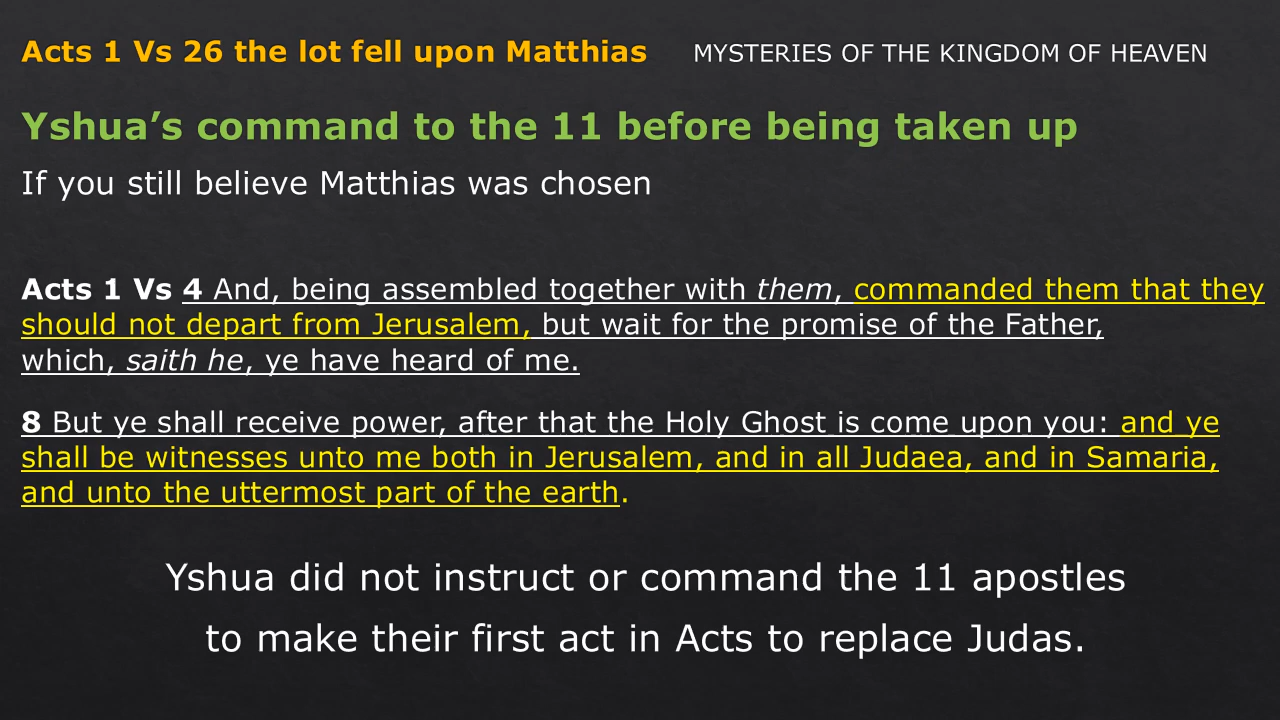 Acts 1 Vs 26 the lot fell upon Matthias MYSTERIES OF THE KINGDOM OF HEAVEN
Yshua’s command to the 11 before being taken up
If you still believe Matthias was chosen
Acts 1 Vs 4 And, being assembled together with them, commanded them that they
should not depart from Jerusalem, but wait for the promise of the Father,
which, saith he, ye have heard of me.
8 But ye shall receive power, after that the Holy Ghost is come upon you: and ye
shall be witnesses unto me both in Jerusalem, and in all Judaea, and in Samaria,
and unto the uttermost part of the earth.
Yshua did not instruct or command the 11 apostles
to make their first act in Acts to replace Judas.